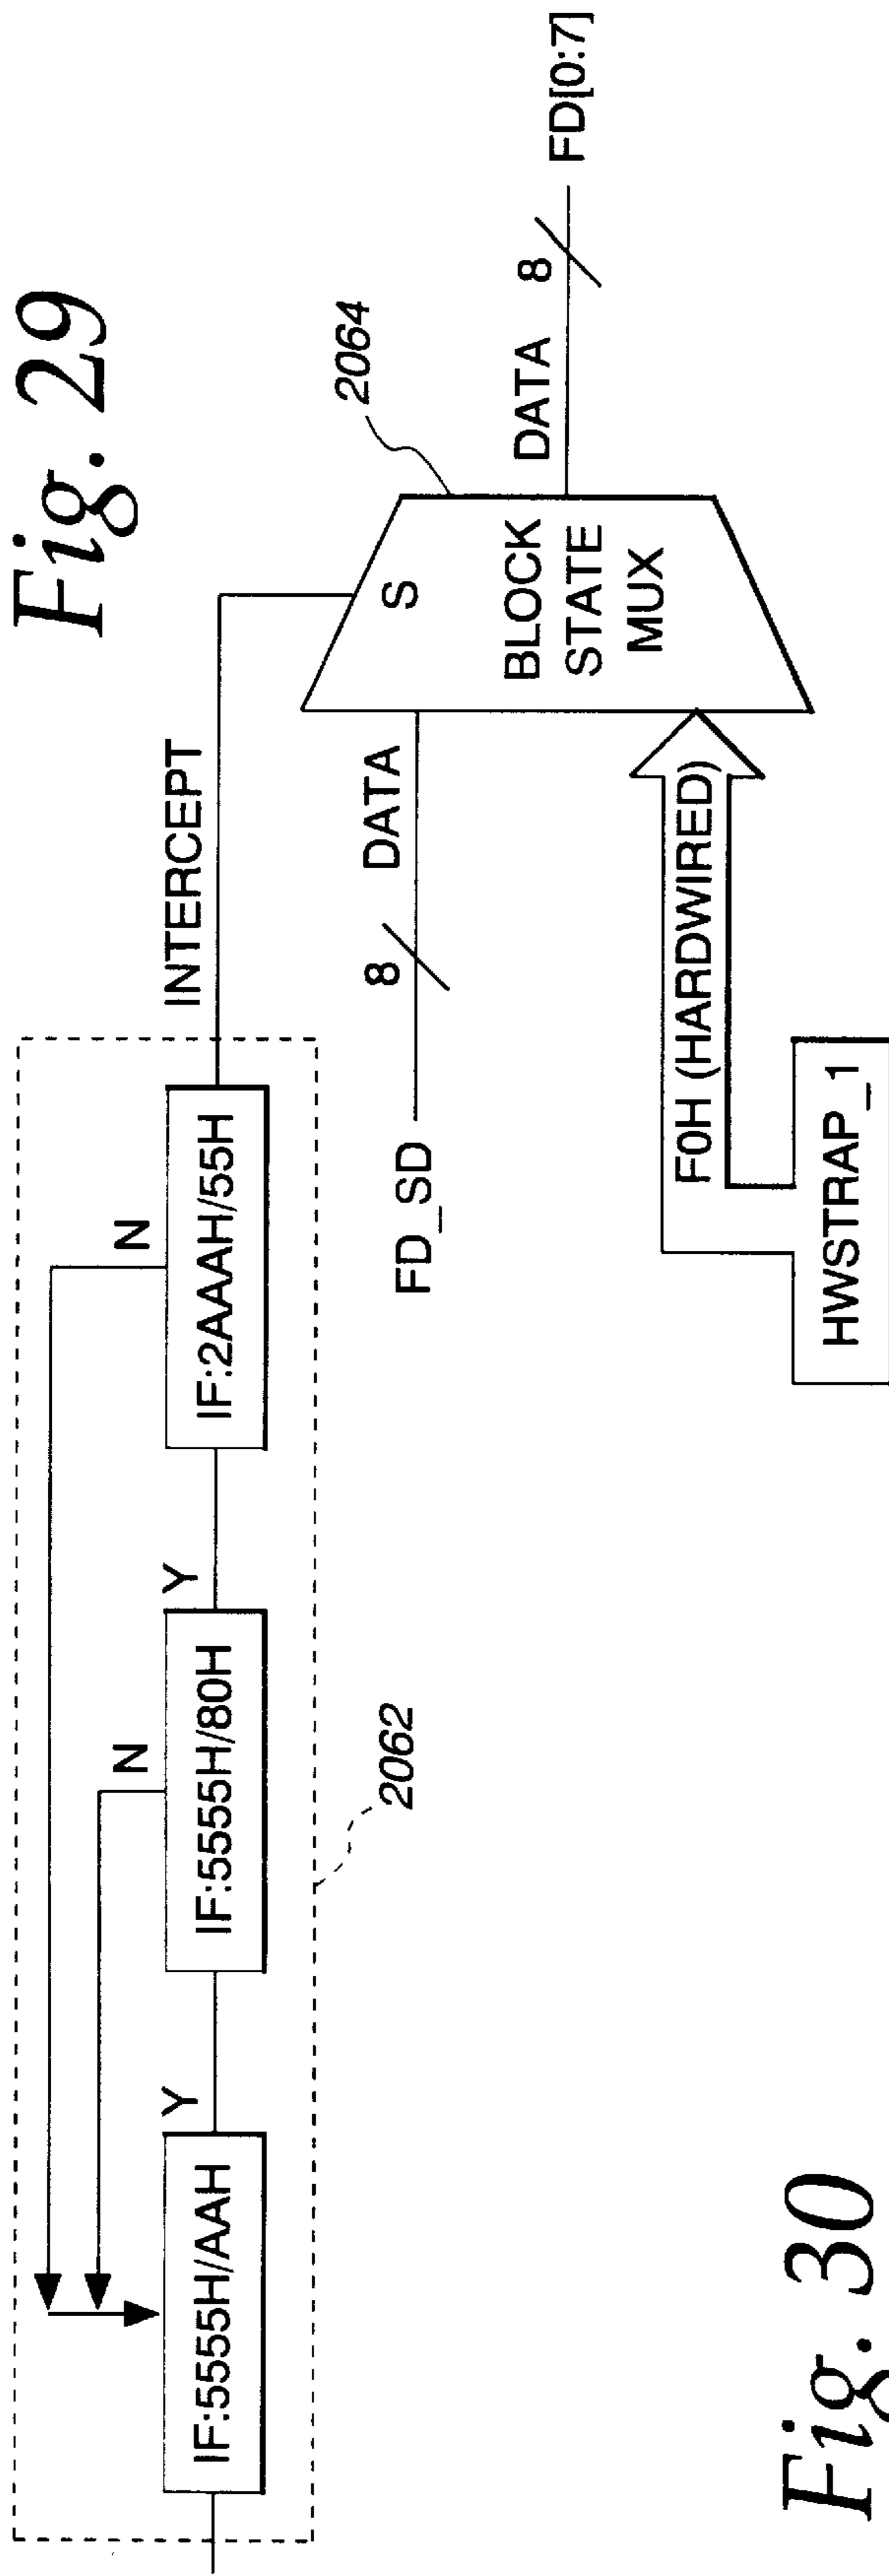 Fig. 29
IF:5555H/AAH
Y
IF:5555H/80H
N
Y
IF:2AAAH/55H
N
INTERCEPT
2062
2064
S
BLOCK
STATE
MUX
FD_SD
8
DATA
DATA
8
FD[0:7]
F0H (HARDWIRED)
HWSTRAP_1
Fig. 30